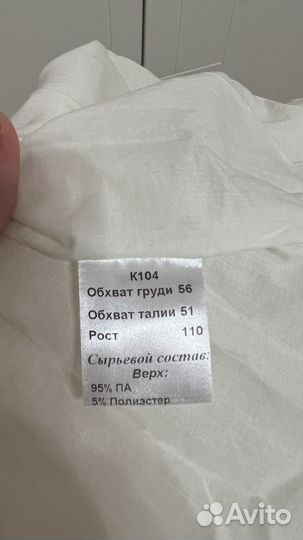 К104
Обхват груди 56
Обхват талии 51
Рост 110
Сырьевой состав:
Верх:
95% ПА
5% Полиэстер
Avito